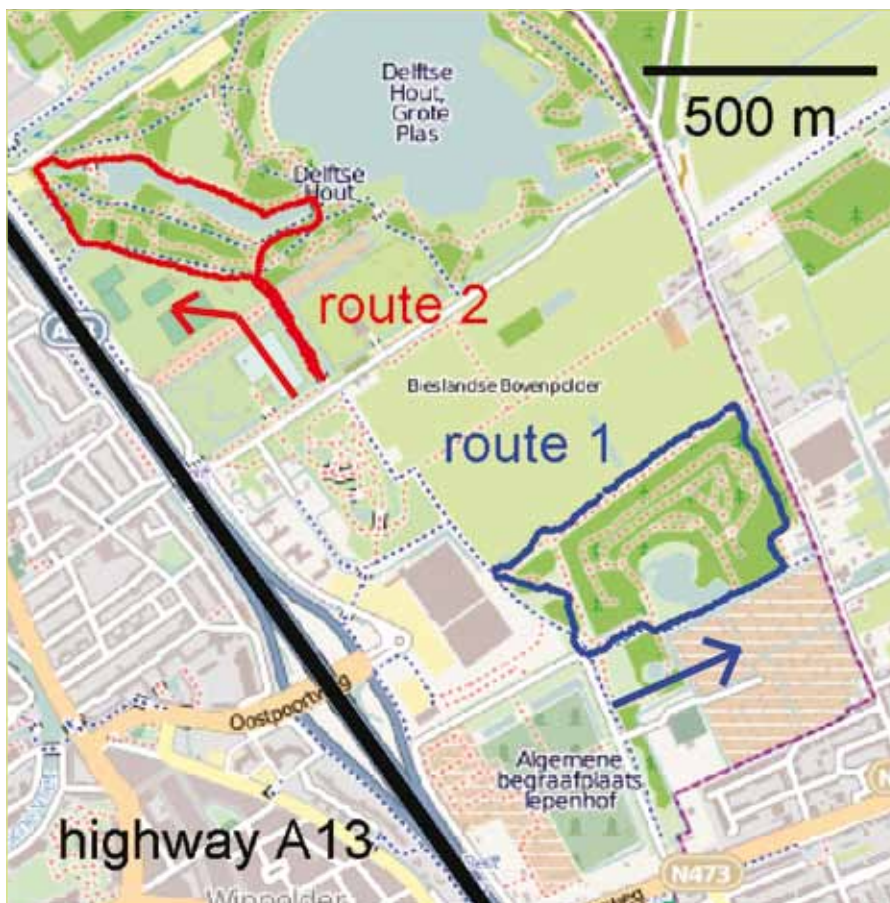 Delftse
Hout,
Grote
Plas
500 m
Delftse
Hout
route 2
Bieslandse Bovenpolder
route 1
Oostpoortweg
Algemene
begraafplaats
Iepenhof
highway A13
N473